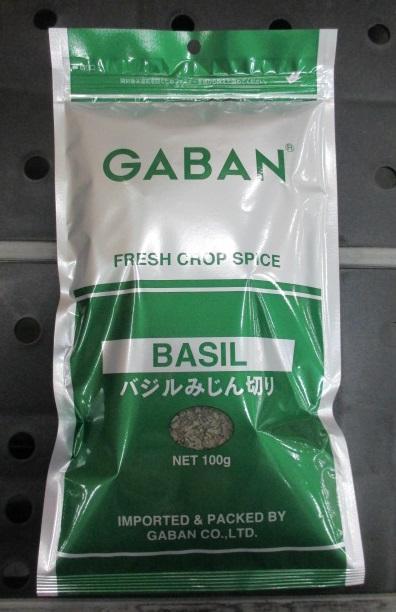 GABAN®
FRESH CROP SPICE
BASIL
バジルみじん切り
NET 100g
IMPORTED & PACKED BY
GABAN CO.,LTD.